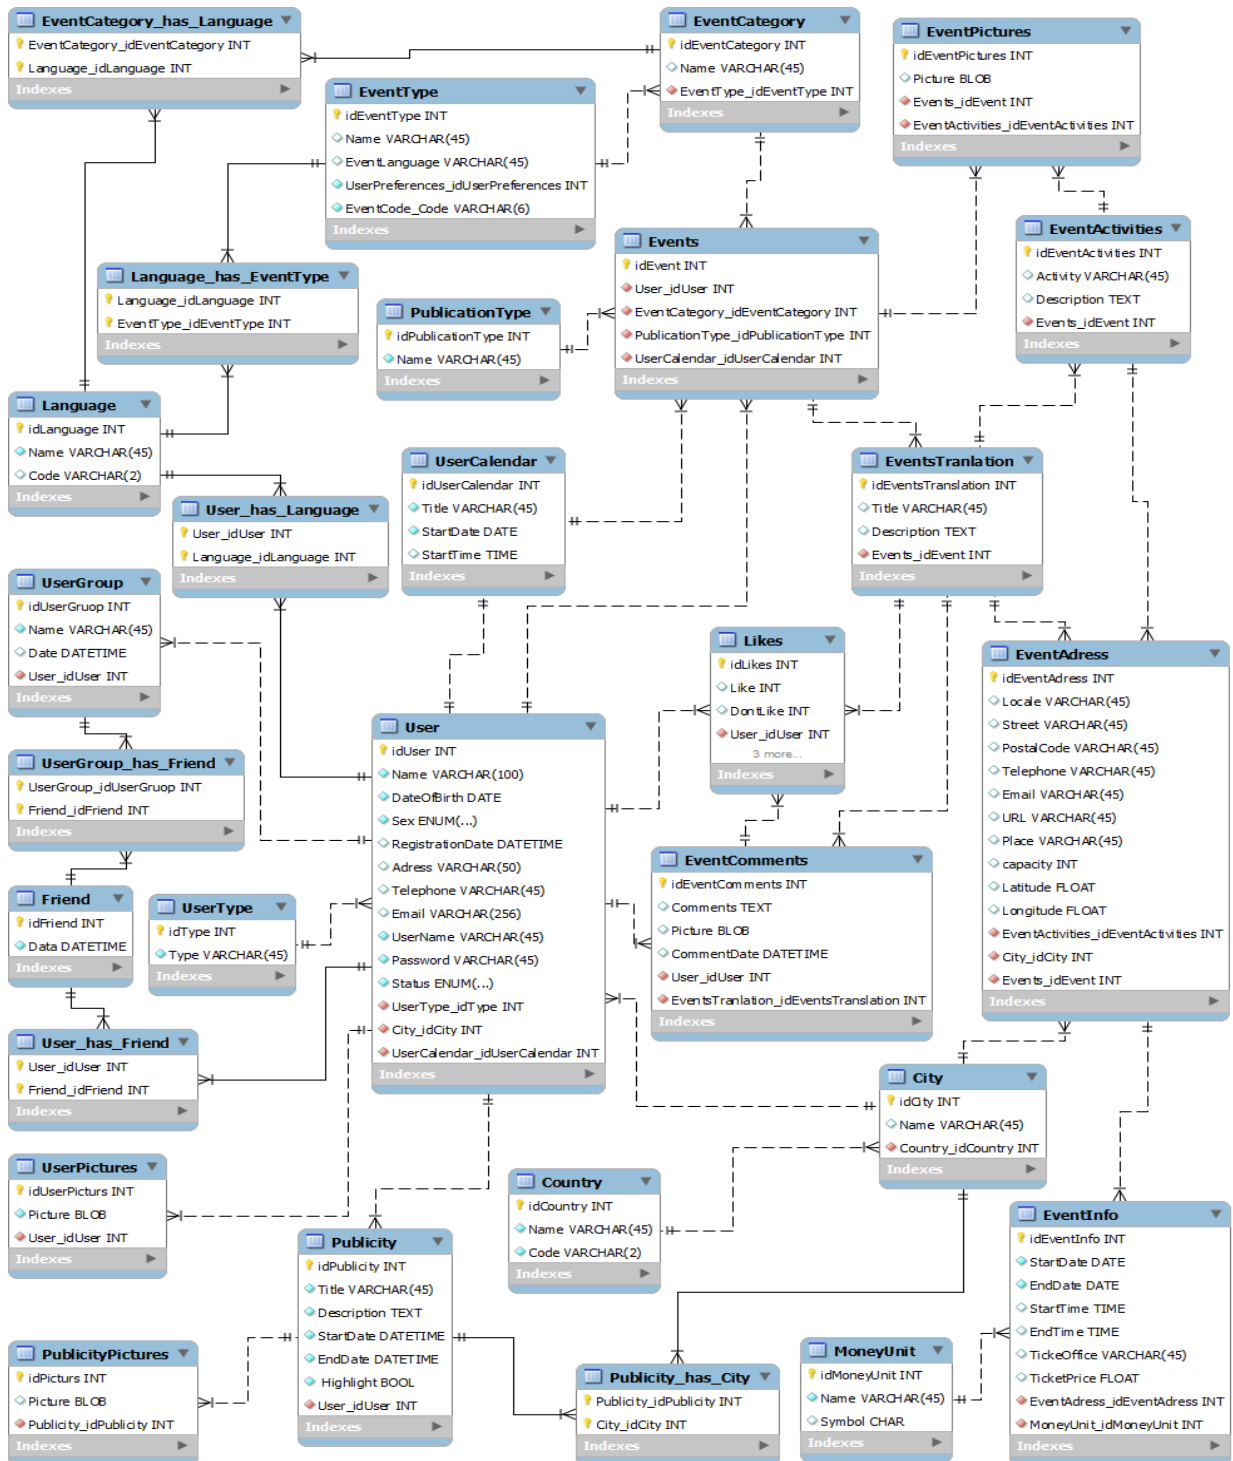 EventCategory_has_Language
EventCategory_idEventCategory INT
Language_idLanguage INT
Indexes
EventCategory
idEventCategory INT
Name VARCHAR(45)
EventType_idEventType INT
Indexes
EventPictures
idEventPictures INT
Picture BLOB
Events_idEvent INT
EventActivities_idEventActivities INT
Indexes
EventType
idEventType INT
Name VARCHAR(45)
EventLanguage VARCHAR(45)
UserPreferences_idUserPreferences INT
EventCode_Code VARCHAR(6)
Indexes
Events
idEvent INT
User_idUser INT
EventCategory_idEventCategory INT
PublicationType_idPublicationType INT
UserCalendar_idUserCalendar INT
Indexes
EventActivities
idEventActivities INT
Activity VARCHAR(45)
Description TEXT
Events_idEvent INT
Indexes
Language_has_EventType
Language_idLanguage INT
EventType_idEventType INT
Indexes
PublicationType
idPublicationType INT
Name VARCHAR(45)
Indexes
Language
idLanguage INT
Name VARCHAR(45)
Code VARCHAR(2)
Indexes
UserCalendar
idUserCalendar INT
Title VARCHAR(45)
StartDate DATE
StartTime TIME
Indexes
EventsTranlation
idEventsTranslation INT
Title VARCHAR(45)
Description TEXT
Events_idEvent INT
Indexes
User_has_Language
User_idUser INT
Language_idLanguage INT
Indexes
UserGroup
idUserGruop INT
Name VARCHAR(45)
Date DATETIME
User_idUser INT
Indexes
Likes
idLikes INT
Like INT
DontLike INT
User_idUser INT
3 more...
Indexes
EventAdress
idEventAdress INT
Locale VARCHAR(45)
Street VARCHAR(45)
PostalCode VARCHAR(45)
Telephone VARCHAR(45)
Email VARCHAR(45)
URL VARCHAR(45)
Place VARCHAR(45)
capacity INT
Latitude FLOAT
Longitude FLOAT
EventActivities_idEventActivities INT
City_idCity INT
Events_idEvent INT
Indexes
User
idUser INT
Name VARCHAR(100)
DateOfBirth DATE
Sex ENUM(...)
RegistrationDate DATETIME
Adress VARCHAR(50)
Telephone VARCHAR(45)
Email VARCHAR(256)
UserName VARCHAR(45)
Password VARCHAR(45)
Status ENUM(...)
UserType_idType INT
City_idCity INT
UserCalendar_idUserCalendar INT
Indexes
UserGroup_has_Friend
UserGroup_idUserGruop INT
Friend_idFriend INT
Indexes
EventComments
idEventComments INT
Comments TEXT
Picture BLOB
CommentDate DATETIME
User_idUser INT
EventsTranlation_idEventsTranslation INT
Indexes
Friend
idFriend INT
Data DATETIME
Indexes
UserType
idType INT
Type VARCHAR(45)
Indexes
User_has_Friend
User_idUser INT
Friend_idFriend INT
Indexes
City
idCity INT
Name VARCHAR(45)
Country_idCountry INT
Indexes
UserPictures
idUserPicturs INT
Picture BLOB
User_idUser INT
Indexes
Country
idCountry INT
Name VARCHAR(45)
Code VARCHAR(2)
Indexes
EventInfo
idEventInfo INT
StartDate DATE
EndDate DATE
StartTime TIME
EndTime TIME
TickeOffice VARCHAR(45)
TicketPrice FLOAT
EventAdress_idEventAdress INT
MoneyUnit_idMoneyUnit INT
Indexes
Publicity
idPublicity INT
Title VARCHAR(45)
Description TEXT
StartDate DATETIME
EndDate DATETIME
Highlight BOOL
User_idUser INT
Indexes
PublicityPictures
idPicturs INT
Picture BLOB
Publicity_idPublicity INT
Indexes
Publicity_has_City
Publicity_idPublicity INT
City_idCity INT
Indexes
MoneyUnit
idMoneyUnit INT
Name VARCHAR(45)
Symbol CHAR
Indexes